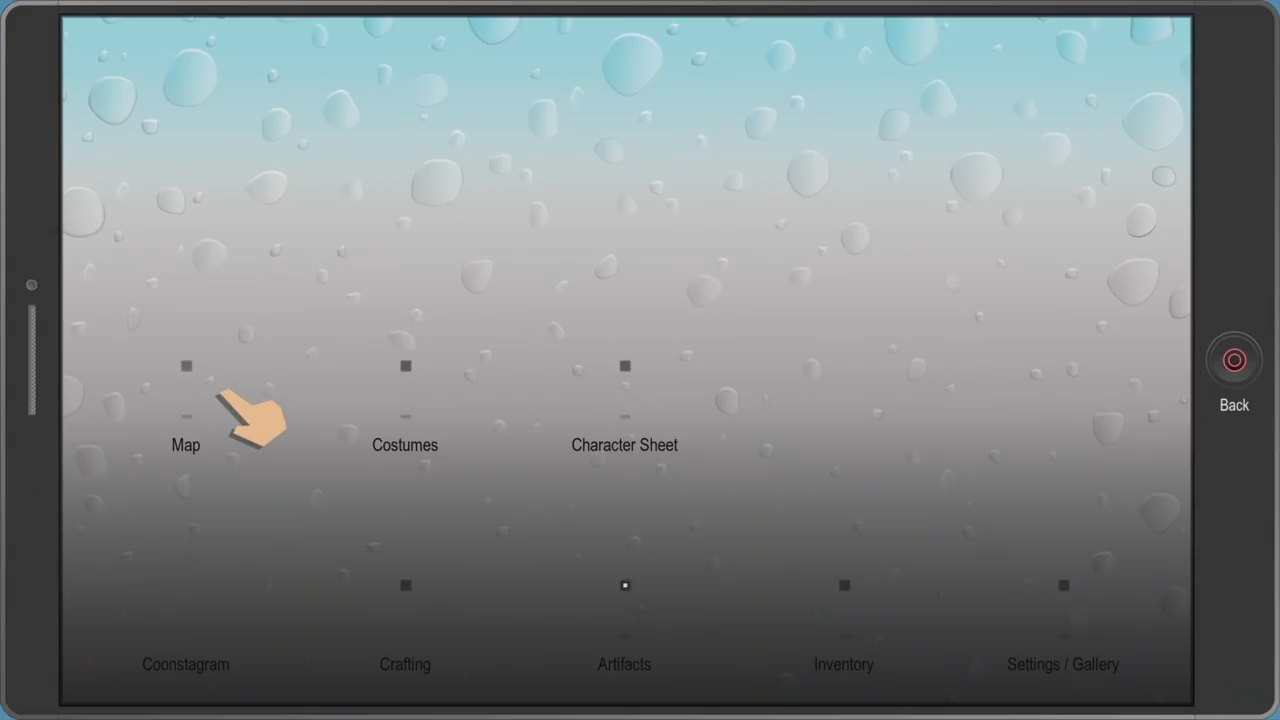 Map
Costumes
Character Sheet
Back
Coonstagram
Crafting
Artifacts
Inventory
Settings / Gallery